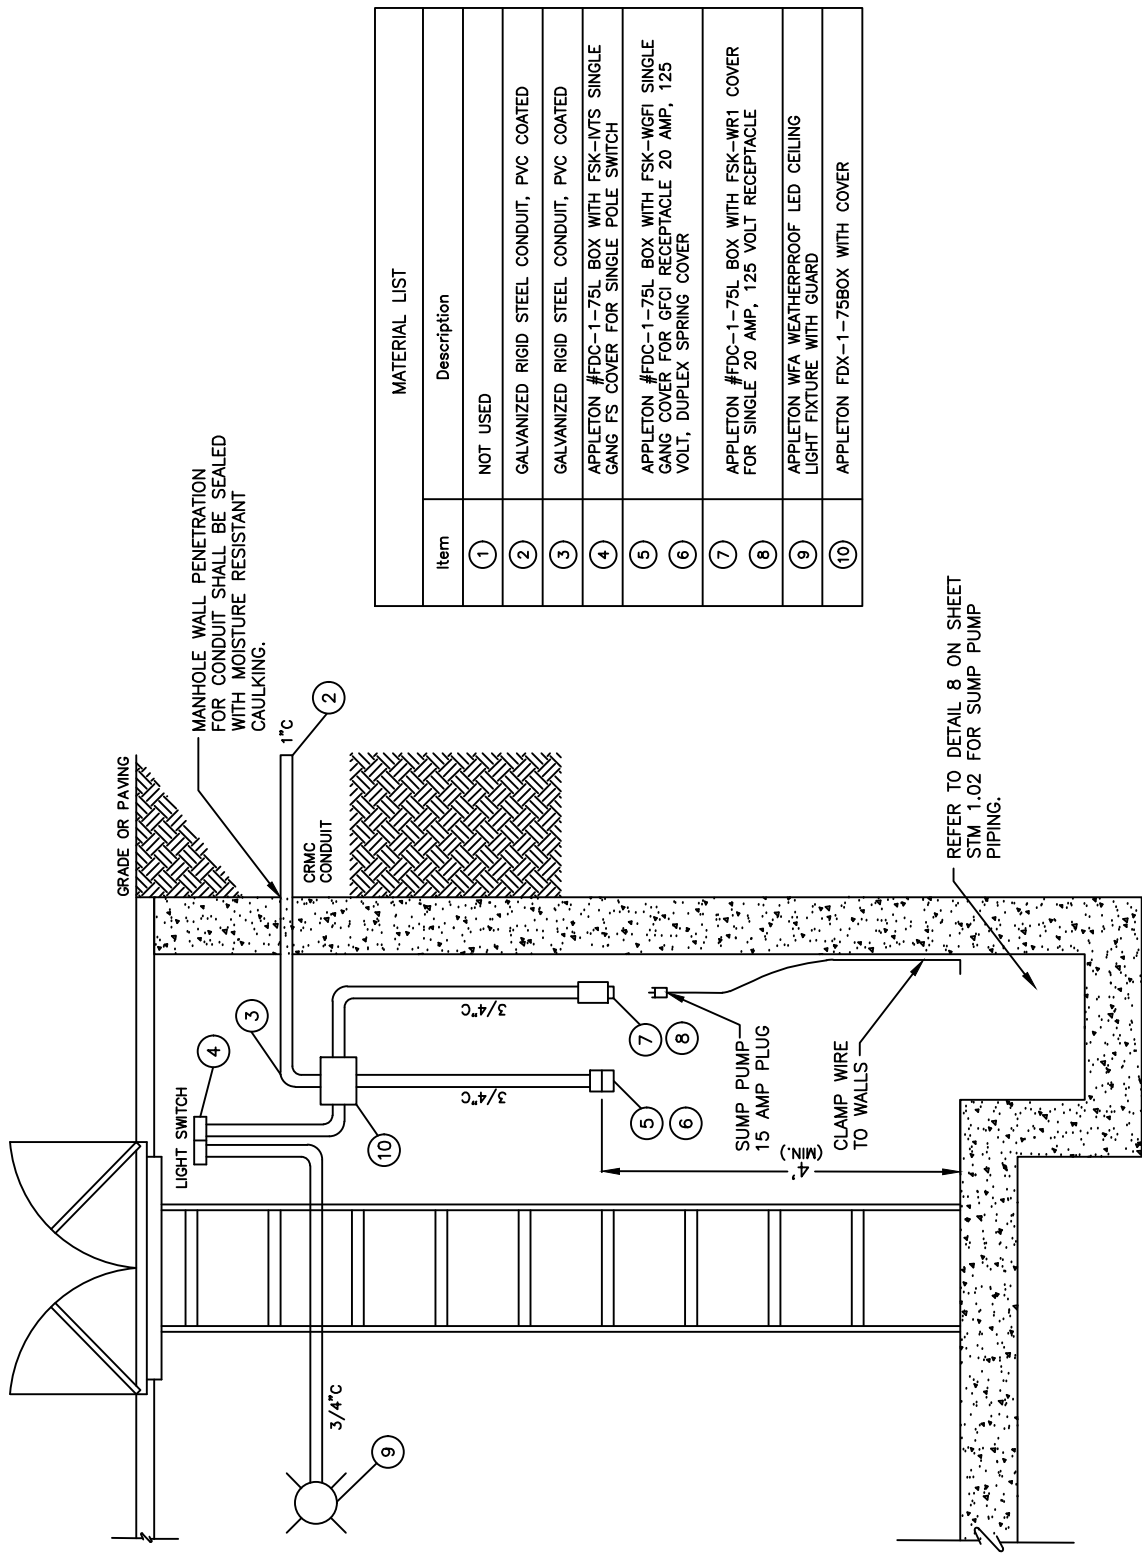 GRADE OR PAVING
MANHOLE WALL PENETRATION
FOR CONDUIT SHALL BE SEALED
WITH MOISTURE RESISTANT
CAULKING.
LIGHT SWITCH
4
3
1"C
2
CRMC
CONDUIT
3/4"C
9
10
3/4"C
3/4"C
5
6
7
8
SUMP PUMP
15 AMP PLUG
4'
(MIN.)
CLAMP WIRE
TO WALLS
REFER TO DETAIL 8 ON SHEET
STM 1.02 FOR SUMP PUMP
PIPING.
MATERIAL LIST
Item Description
1 NOT USED
2 GALVANIZED RIGID STEEL CONDUIT, PVC COATED
3 GALVANIZED RIGID STEEL CONDUIT, PVC COATED
4 APPLETON #FDC-1-75L BOX WITH FSK-IVTS SINGLE
GANG FS COVER FOR SINGLE POLE SWITCH
5 APPLETON #FDC-1-75L BOX WITH FSK-WGFI SINGLE
GANG COVER FOR GFCI RECEPTACLE 20 AMP, 125
6 VOLT, DUPLEX SPRING COVER
7 APPLETON #FDC-1-75L BOX WITH FSK-WR1 COVER
8 FOR SINGLE 20 AMP, 125 VOLT RECEPTACLE
9 APPLETON WFA WEATHERPROOF LED CEILING
LIGHT FIXTURE WITH GUARD
10 APPLETON FDX-1-75BOX WITH COVER